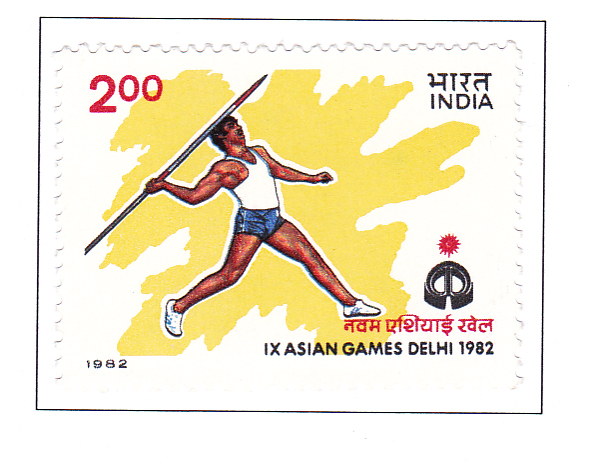 2.00
भारत
INDIA
नवम एशियाई खेल
IX ASIAN GAMES DELHI 1982
1982